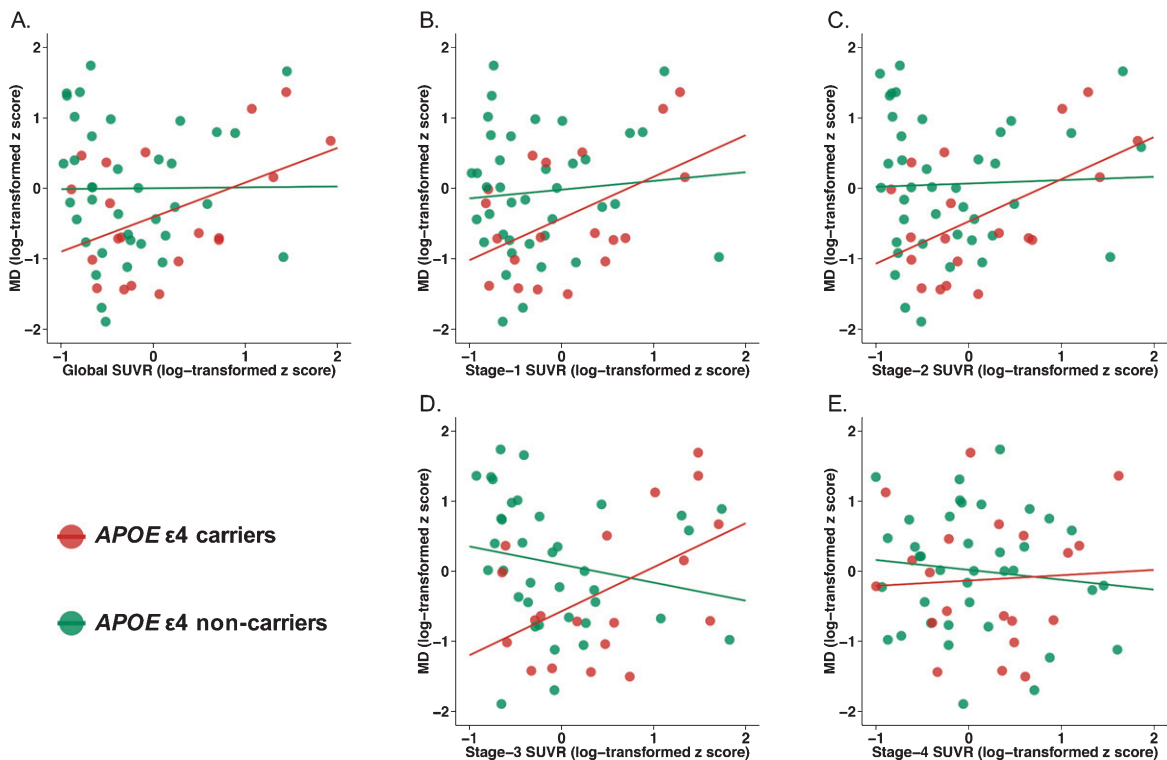 A.
B.
C.
MD (log−transformed z score)
2
1
0
−1
−2
−1
0
1
2
Global SUVR (log−transformed z score)
MD (log−transformed z score)
2
1
0
−1
−2
−1
0
1
2
Stage−1 SUVR (log−transformed z score)
MD (log−transformed z score)
2
1
0
−1
−2
−1
0
1
2
Stage−2 SUVR (log−transformed z score)
D.
E.
APOE ε4 carriers
APOE ε4 non-carriers
MD (log−transformed z score)
2
1
0
−1
−2
−1
0
1
2
Stage−3 SUVR (log−transformed z score)
MD (log−transformed z score)
2
1
0
−1
−2
−1
0
1
2
Stage−4 SUVR (log−transformed z score)